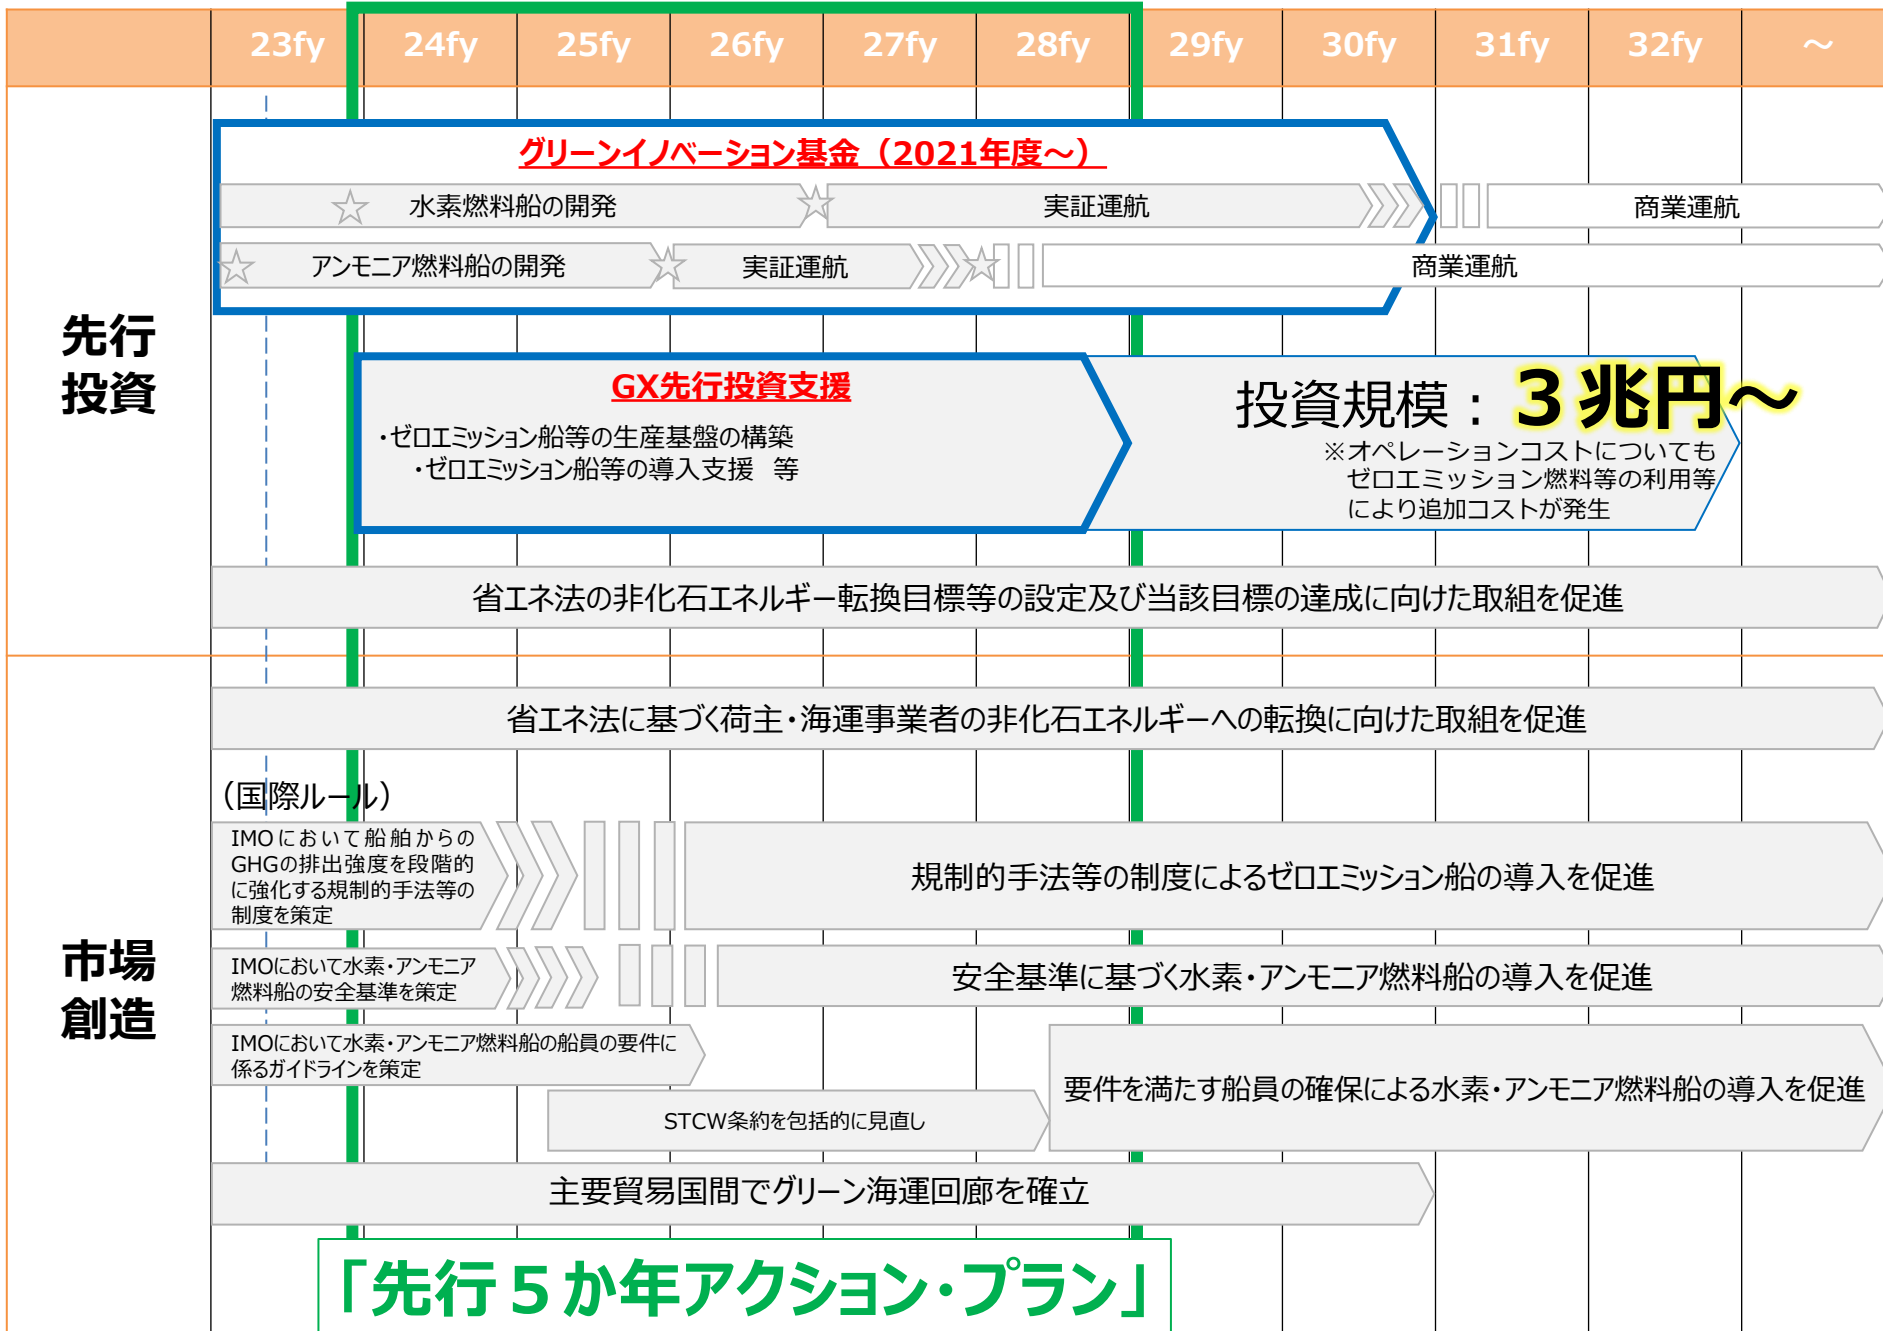 23fy 24fy 25fy 26fy 27fy 28fy 29fy 30fy 31fy 32fy ～
先行
投資
グリーンイノベーション基金（2021年度～）
水素燃料船の開発 実証運航 商業運航
アンモニア燃料船の開発 実証運航 商業運航
GX先行投資支援
・ゼロエミッション船等の生産基盤の構築
・ゼロエミッション船等の導入支援 等
投資規模：３兆円～
※オペレーションコストについても
ゼロエミッション燃料等の利用等
により追加コストが発生
省エネ法の非化石エネルギー転換目標等の設定及び当該目標の達成に向けた取組を促進
市場
創造
省エネ法に基づく荷主・海運事業者の非化石エネルギーへの転換に向けた取組を促進
（国際ルール）
IMOにおいて船舶からの
GHGの排出強度を段階的
に強化する規制的手法等の
制度を策定
規制的手法等の制度によるゼロエミッション船の導入を促進
IMOにおいて水素・アンモニア
燃料船の安全基準を策定
安全基準に基づく水素・アンモニア燃料船の導入を促進
IMOにおいて水素・アンモニア燃料船の船員の要件に
係るガイドラインを策定
STCW条約を包括的に見直し
要件を満たす船員の確保による水素・アンモニア燃料船の導入を促進
主要貿易国間でグリーン海運回廊を確立
「先行５か年アクション・プラン」